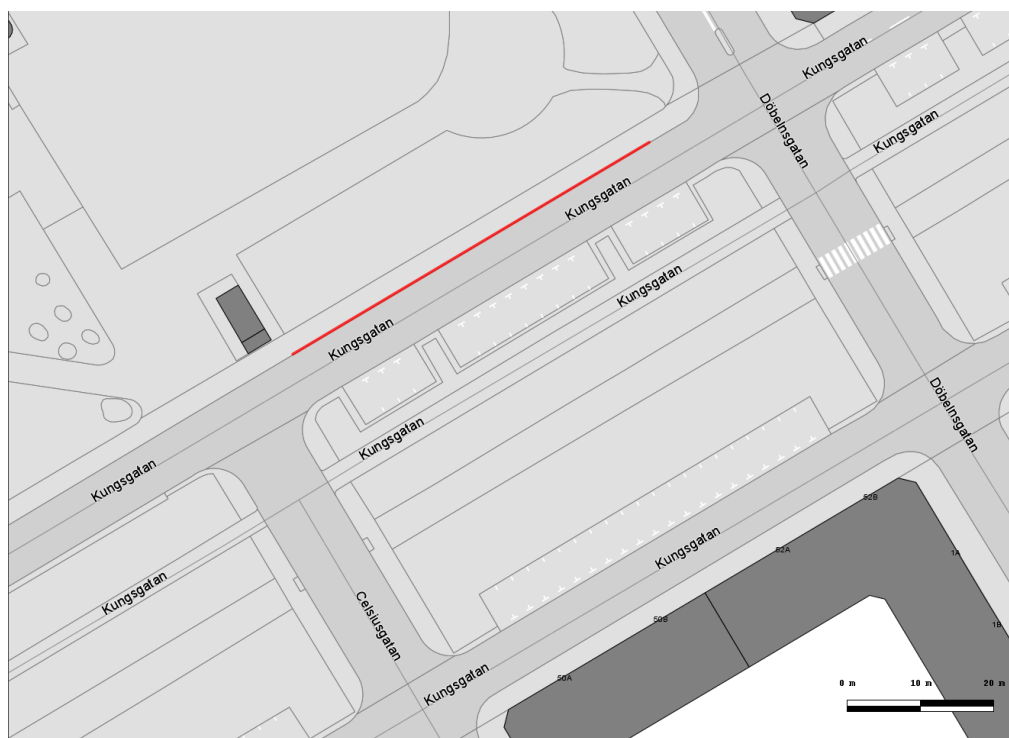 Kungsgatan
Döbelnsgatan
Kungsgatan
Kungsgatan
Kungsgatan
Kungsgatan
Kungsgatan
Döbelnsgatan
Kungsgatan
Kungsgatan
52B
Kungsgatan
52A
1A
Kungsgatan
Celsiusgatan
50B
1B
50A
Kungsgatan
0 m 10 m 20 m